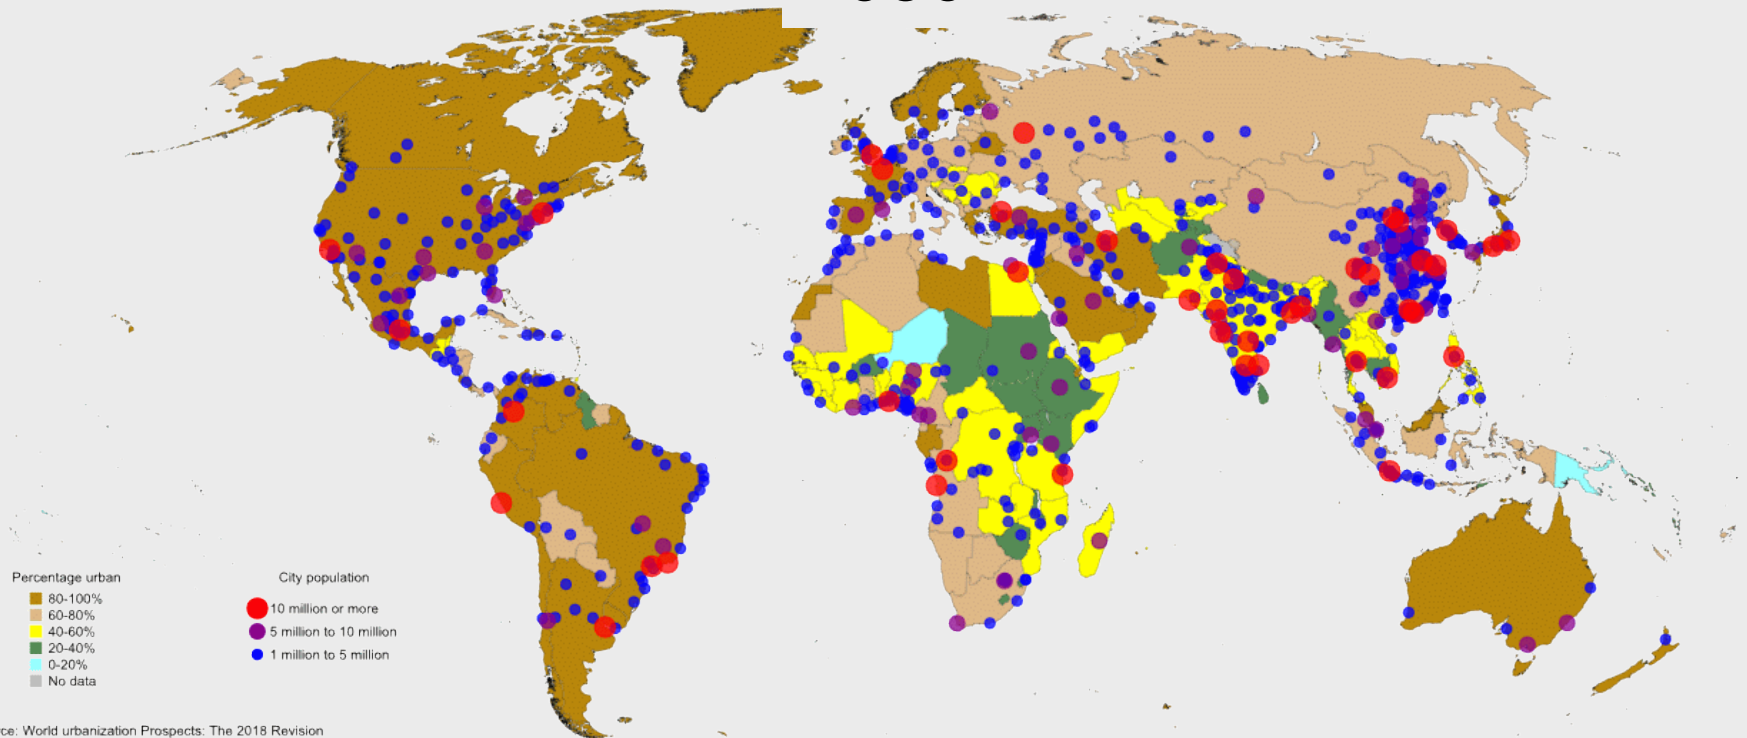 Percentage urban
80-100%
60-80%
40-60%
20-40%
0-20%
No data
City population
10 million or more
5 million to 10 million
1 million to 5 million
ce: World urbanization Prospects: The 2018 Revision